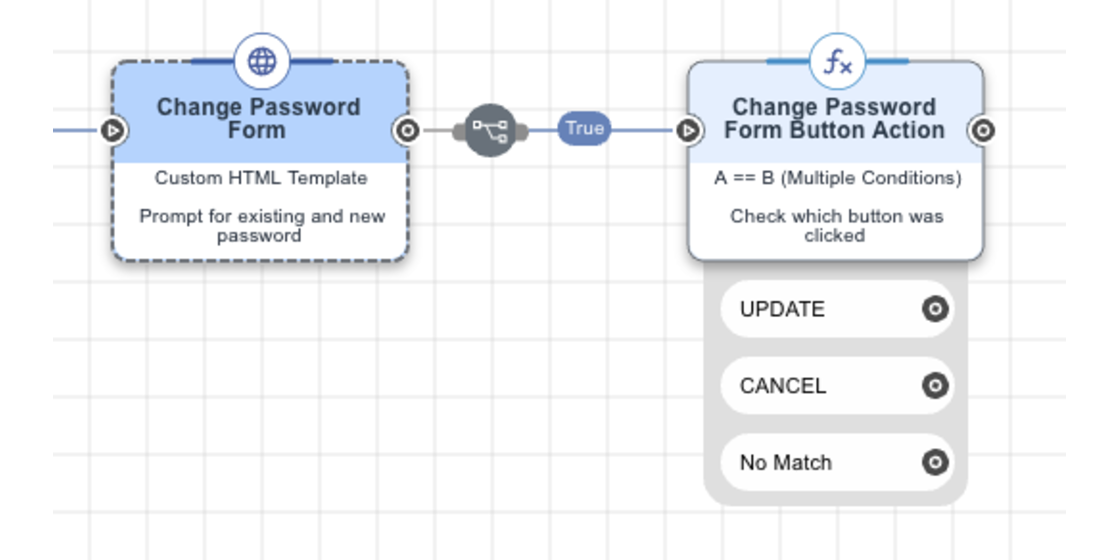 Change Password
Form
Custom HTML Template
Prompt for existing and new
password
True
fx
Change Password
Form Button Action
A == B (Multiple Conditions)
Check which button was
clicked
UPDATE
CANCEL
No Match